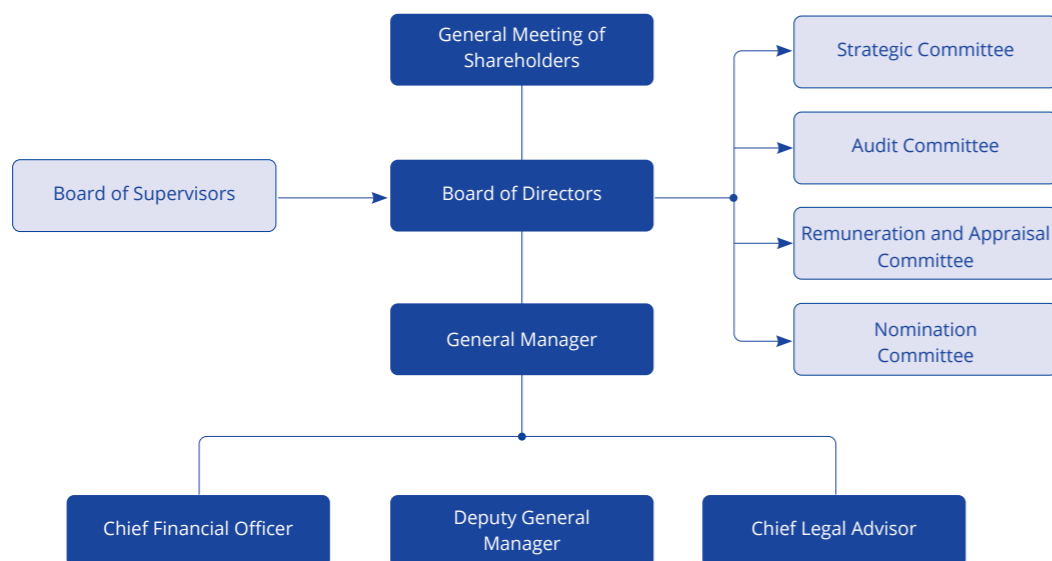 General Meeting of
Shareholders
Strategic Committee
Audit Committee
Board of Supervisors
Board of Directors
Remuneration and Appraisal
Committee
General Manager
Nomination
Committee
Chief Financial Officer
Deputy General
Manager
Chief Legal Advisor